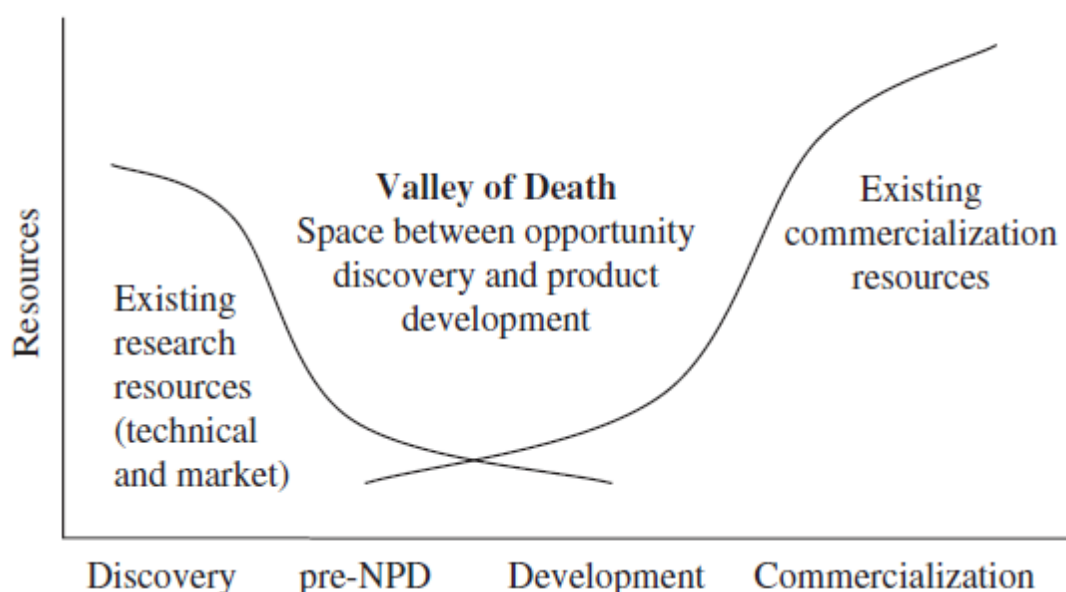 Resources
Valley of Death
Space between opportunity
discovery and product
development
Existing
research
resources
(technical
and market)
Existing
commercialization
resources
Discovery
pre-NPD
Development
Commercialization